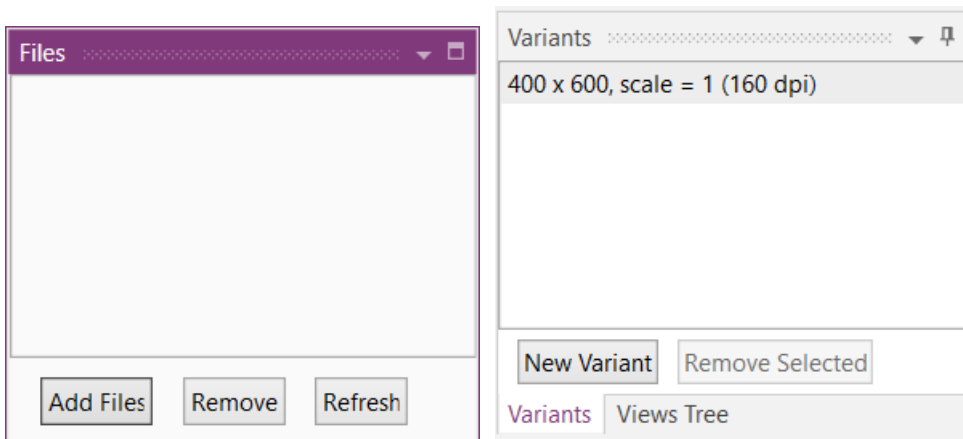 Files
Add Files
Remove
Refresh
Variants
400 x 600, scale = 1 (160 dpi)
New Variant
Remove Selected
Variants
Views Tree